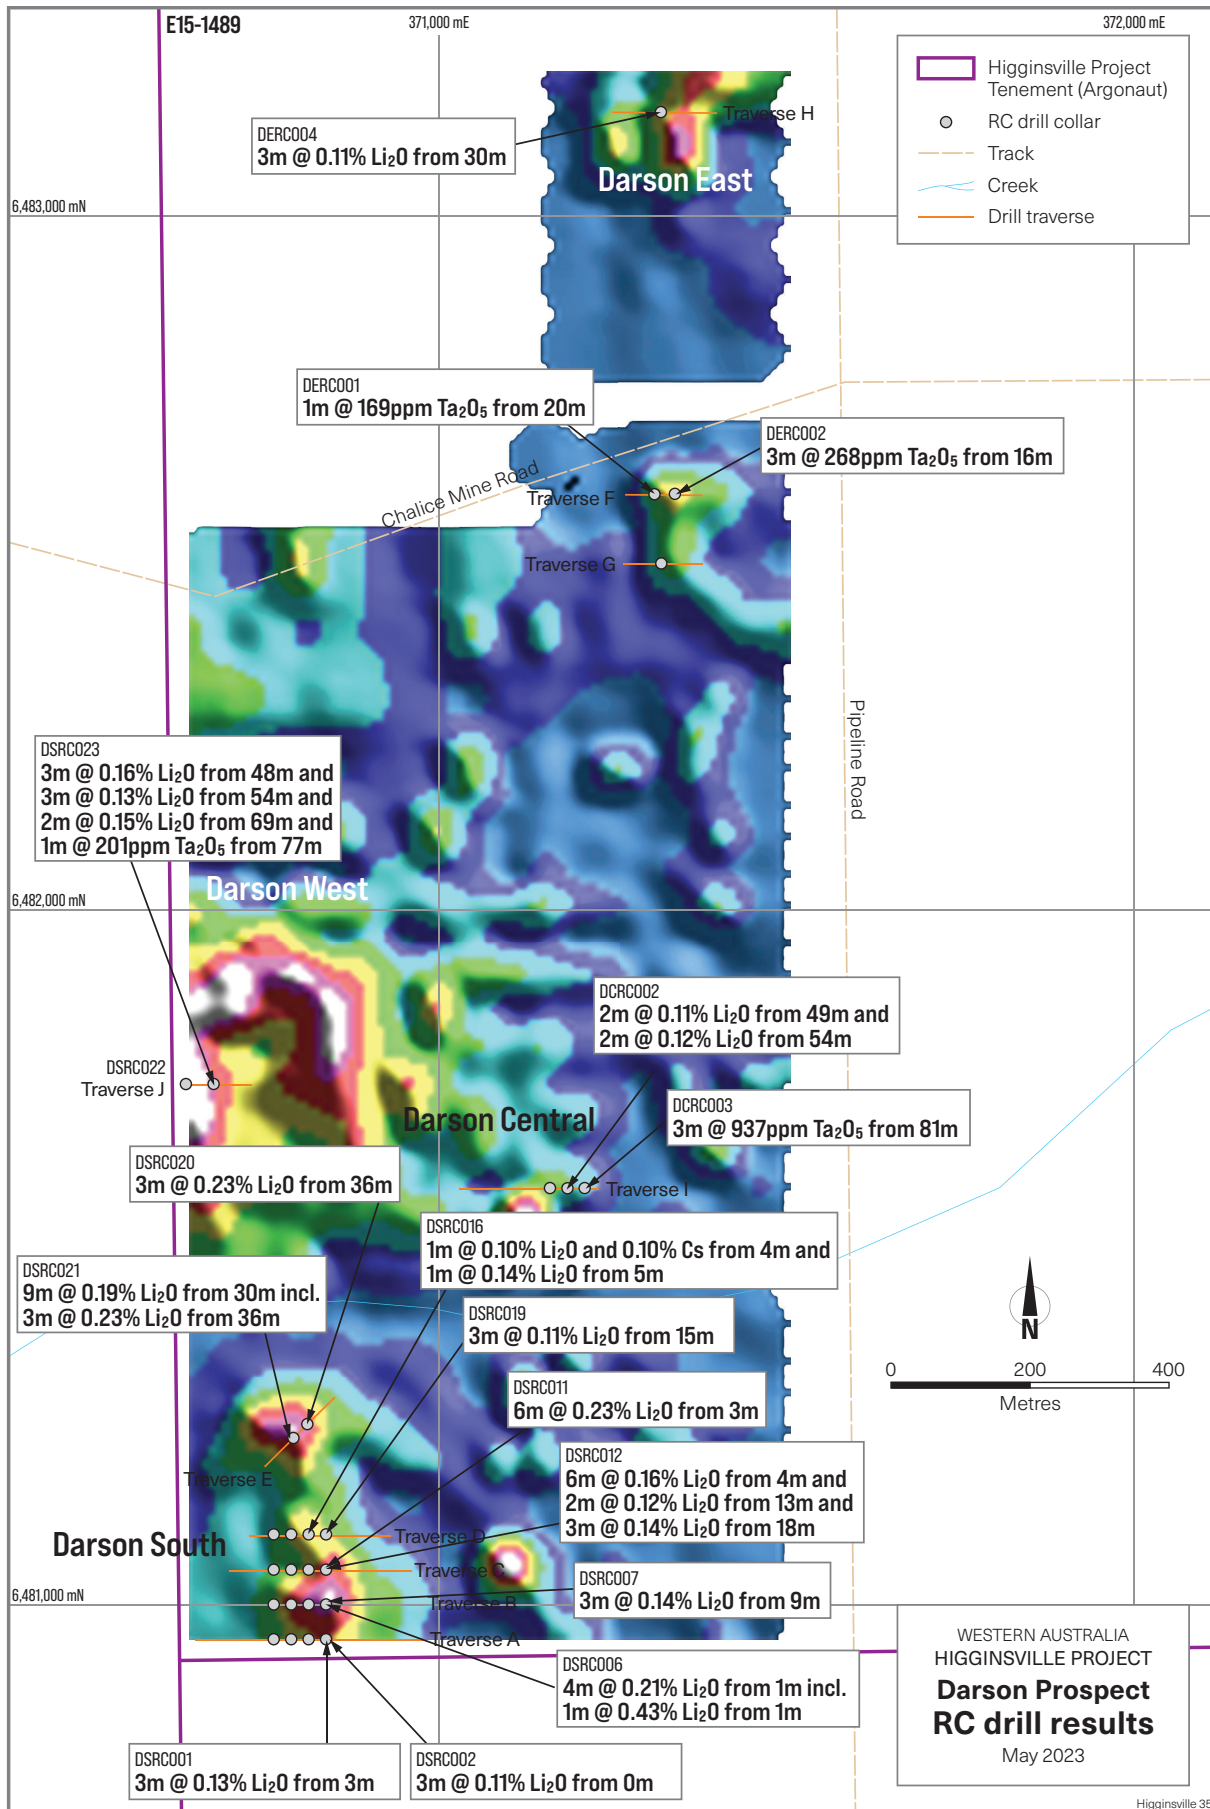 E15-1489
371,000 mE
372,000 mE
Higginsville Project
Tenement (Argonaut)
RC drill collar
Track
Creek
Drill traverse
Traverse H
DERC004
3m @ 0.11% Li₂O from 30m
Darson East
6,483,000 mN
DERC001
1m @ 169ppm Ta₂O₅ from 20m
DERC002
3m @ 268ppm Ta₂O₅ from 16m
Chalice Mine Road
Traverse F
Traverse G
Pipeline Road
DSRC023
3m @ 0.16% Li₂O from 48m and
3m @ 0.13% Li₂O from 54m and
2m @ 0.15% Li₂O from 69m and
1m @ 201ppm Ta₂O₅ from 77m
Darson West
6,482,000 mN
DCRC002
2m @ 0.11% Li₂O from 49m and
2m @ 0.12% Li₂O from 54m
DSRC022
Traverse J
DCRC003
3m @ 937ppm Ta₂O₅ from 81m
Darson Central
DSRC020
3m @ 0.23% Li₂O from 36m
Traverse I
DSRC016
1m @ 0.10% Li₂O and 0.10% Cs from 4m and
1m @ 0.14% Li₂O from 5m
DSRC021
9m @ 0.19% Li₂O from 30m incl.
3m @ 0.23% Li₂O from 36m
DSRC019
3m @ 0.11% Li₂O from 15m
N
0 200 400
Metres
DSRC011
6m @ 0.23% Li₂O from 3m
DSRC012
6m @ 0.16% Li₂O from 4m and
2m @ 0.12% Li₂O from 13m and
3m @ 0.14% Li₂O from 18m
Traverse E
Darson South
Traverse D
Traverse C
DSRC007
3m @ 0.14% Li₂O from 9m
6,481,000 mN
Traverse B
Traverse A
DSRC006
4m @ 0.21% Li₂O from 1m incl.
1m @ 0.43% Li₂O from 1m
DSRC001
3m @ 0.13% Li₂O from 3m
DSRC002
3m @ 0.11% Li₂O from 0m
WESTERN AUSTRALIA
HIGGINSVILLE PROJECT
Darson Prospect
RC drill results
May 2023
Higginsville 35